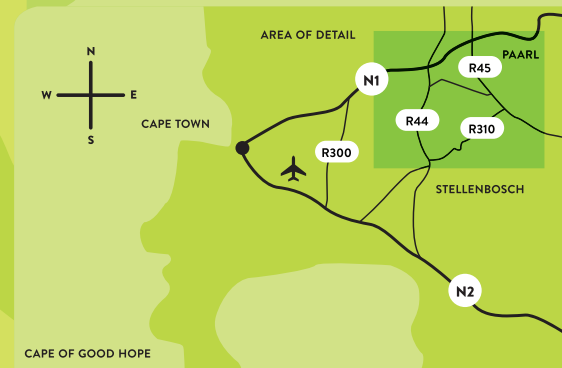 AREA OF DETAIL
N
PAARL
R45
N1
W E
R44
CAPE TOWN
R310
S
R300
STELLENBOSCH
N2
CAPE OF GOOD HOPE